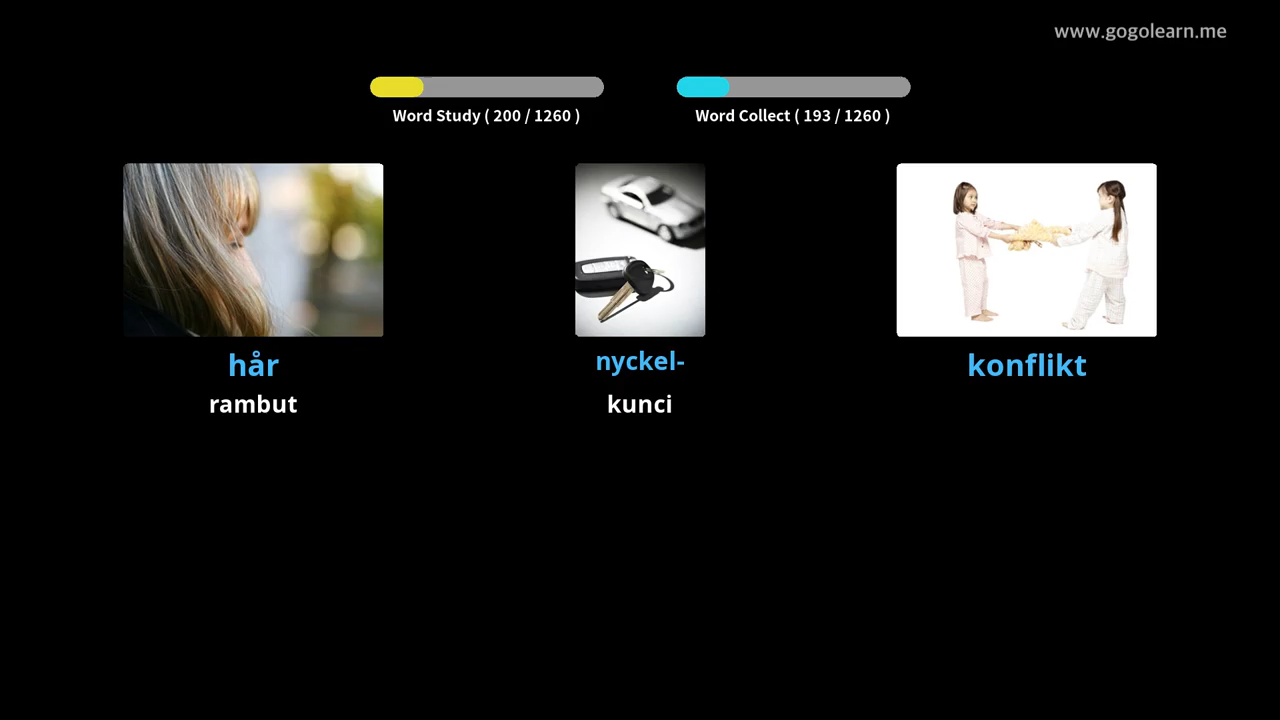 www.gogolearn.me
Word Study ( 200 / 1260 )
Word Collect ( 193 / 1260 )
hår
nyckel-
konflikt
rambut
kunci